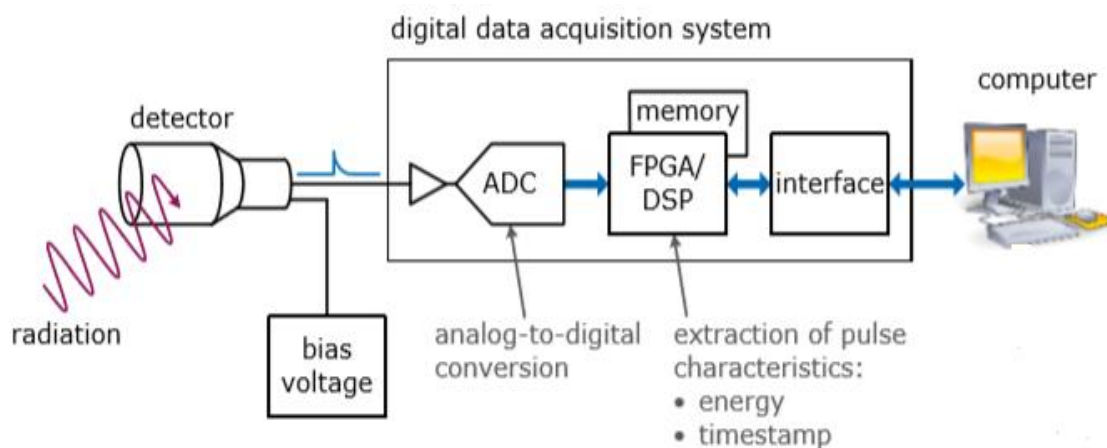 digital data acquisition system
computer
detector
memory
ADC
FPGA/
DSP
interface
radiation
bias
voltage
analog-to-digital
conversion
extraction of pulse
characteristics:
• energy
• timestamp